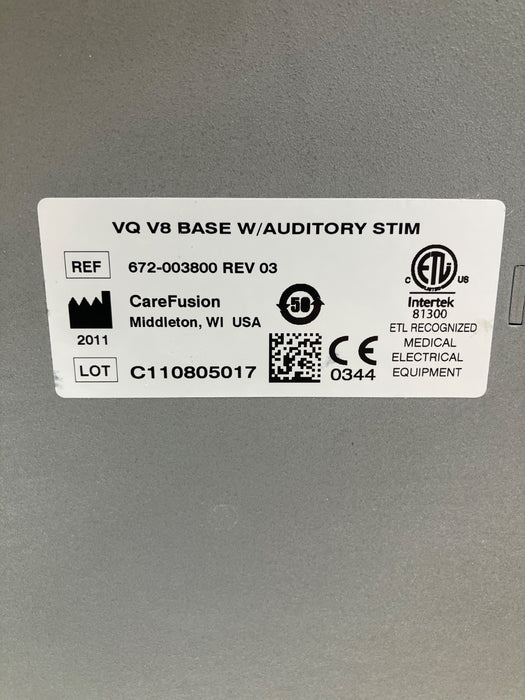 VQ V8 BASE W/AUDITORY STIM
REF 672-003800 REV 03
CareFusion
Middleton, WI USA
2011
50
LOT C110805017
CE
0344
C ETL US
Intertek
81300
ETL RECOGNIZED
MEDICAL
ELECTRICAL
EQUIPMENT